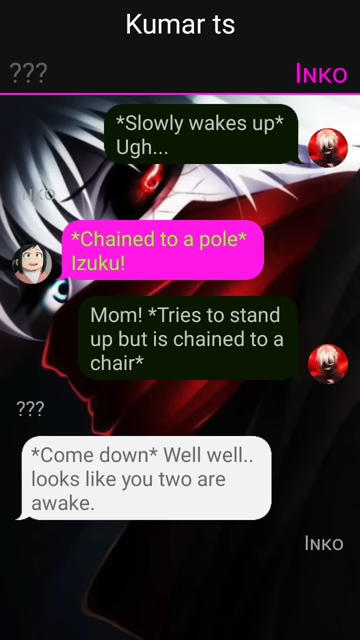 Kumar ts
??? Inko
*Slowly wakes up*
Ugh...
Inko
*Chained to a pole*
Izuku!
Mom! *Tries to stand
up but is chained to a
chair*
???
*Come down* Well well..
looks like you two are
awake.
Inko